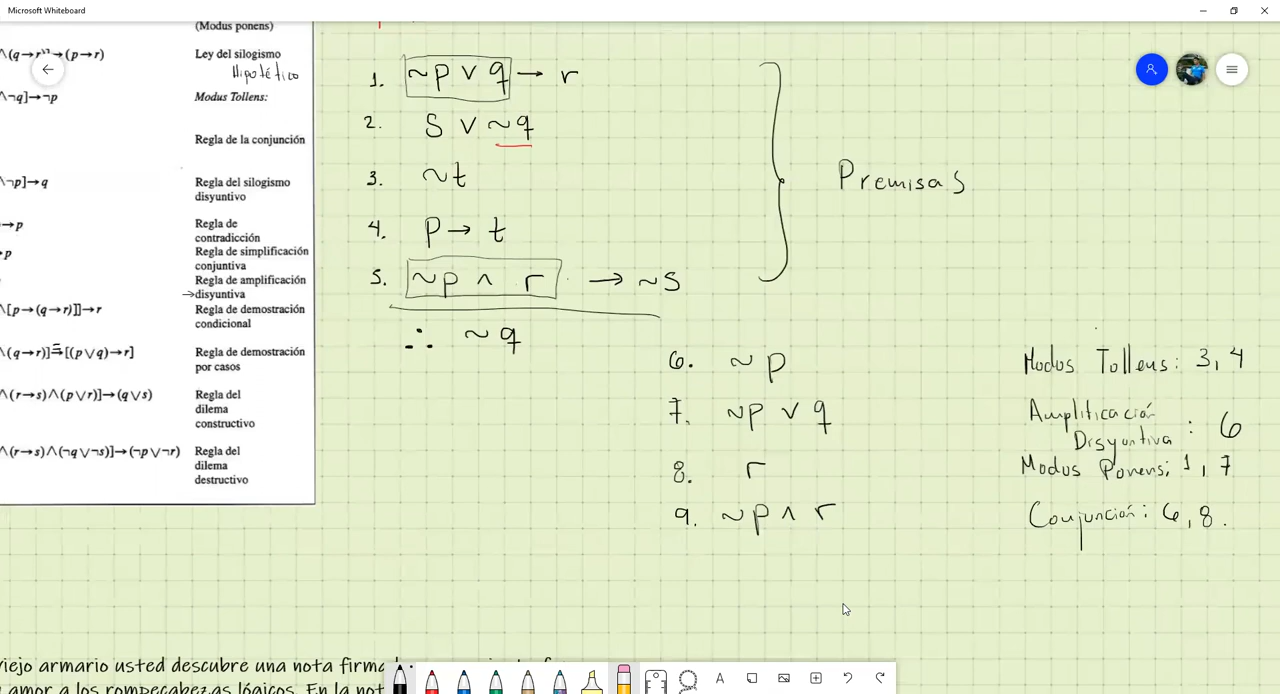 Microsoft Whiteboard
(Modus ponens)
Ley del silogismo
Hipotético
∧¬q]→¬p] Modus Tollens:
Regla de la conjunción
∧¬p]→q Regla del silogismo
disyuntivo
→p Regla de
contradicción
→p Regla de simplificación
conjuntiva
Regla de amplificación
→disyuntiva
∧[p→(q→r)]]→r Regla de demostración
condicional
∧(q→r)]⇒[(p∨q)→r] Regla de demostración
por casos
∧(r→s)∧(p∨r)]→(q∨s) Regla del
dilema
constructivo
∧(r→s)∧(¬q∨¬s)]→(¬p∨¬r) Regla del
dilema
destructivo
1. ~p ∨ q → r
2. S ∨ ~q
3. ~t
4. p → t
5. ~p ∧ r → ~s
∴ ~q
Premisas
6. ~p Modus Tollens: 3,4
7. ~p ∨ q Amplificación
Disyuntiva : 6
8. r Modus Ponens: 1,7
9. ~p ∧ r Conjunción: 6,8.
viejo armario usted descubre una nota
amor a los rompecabezas lógicos. En la not
A